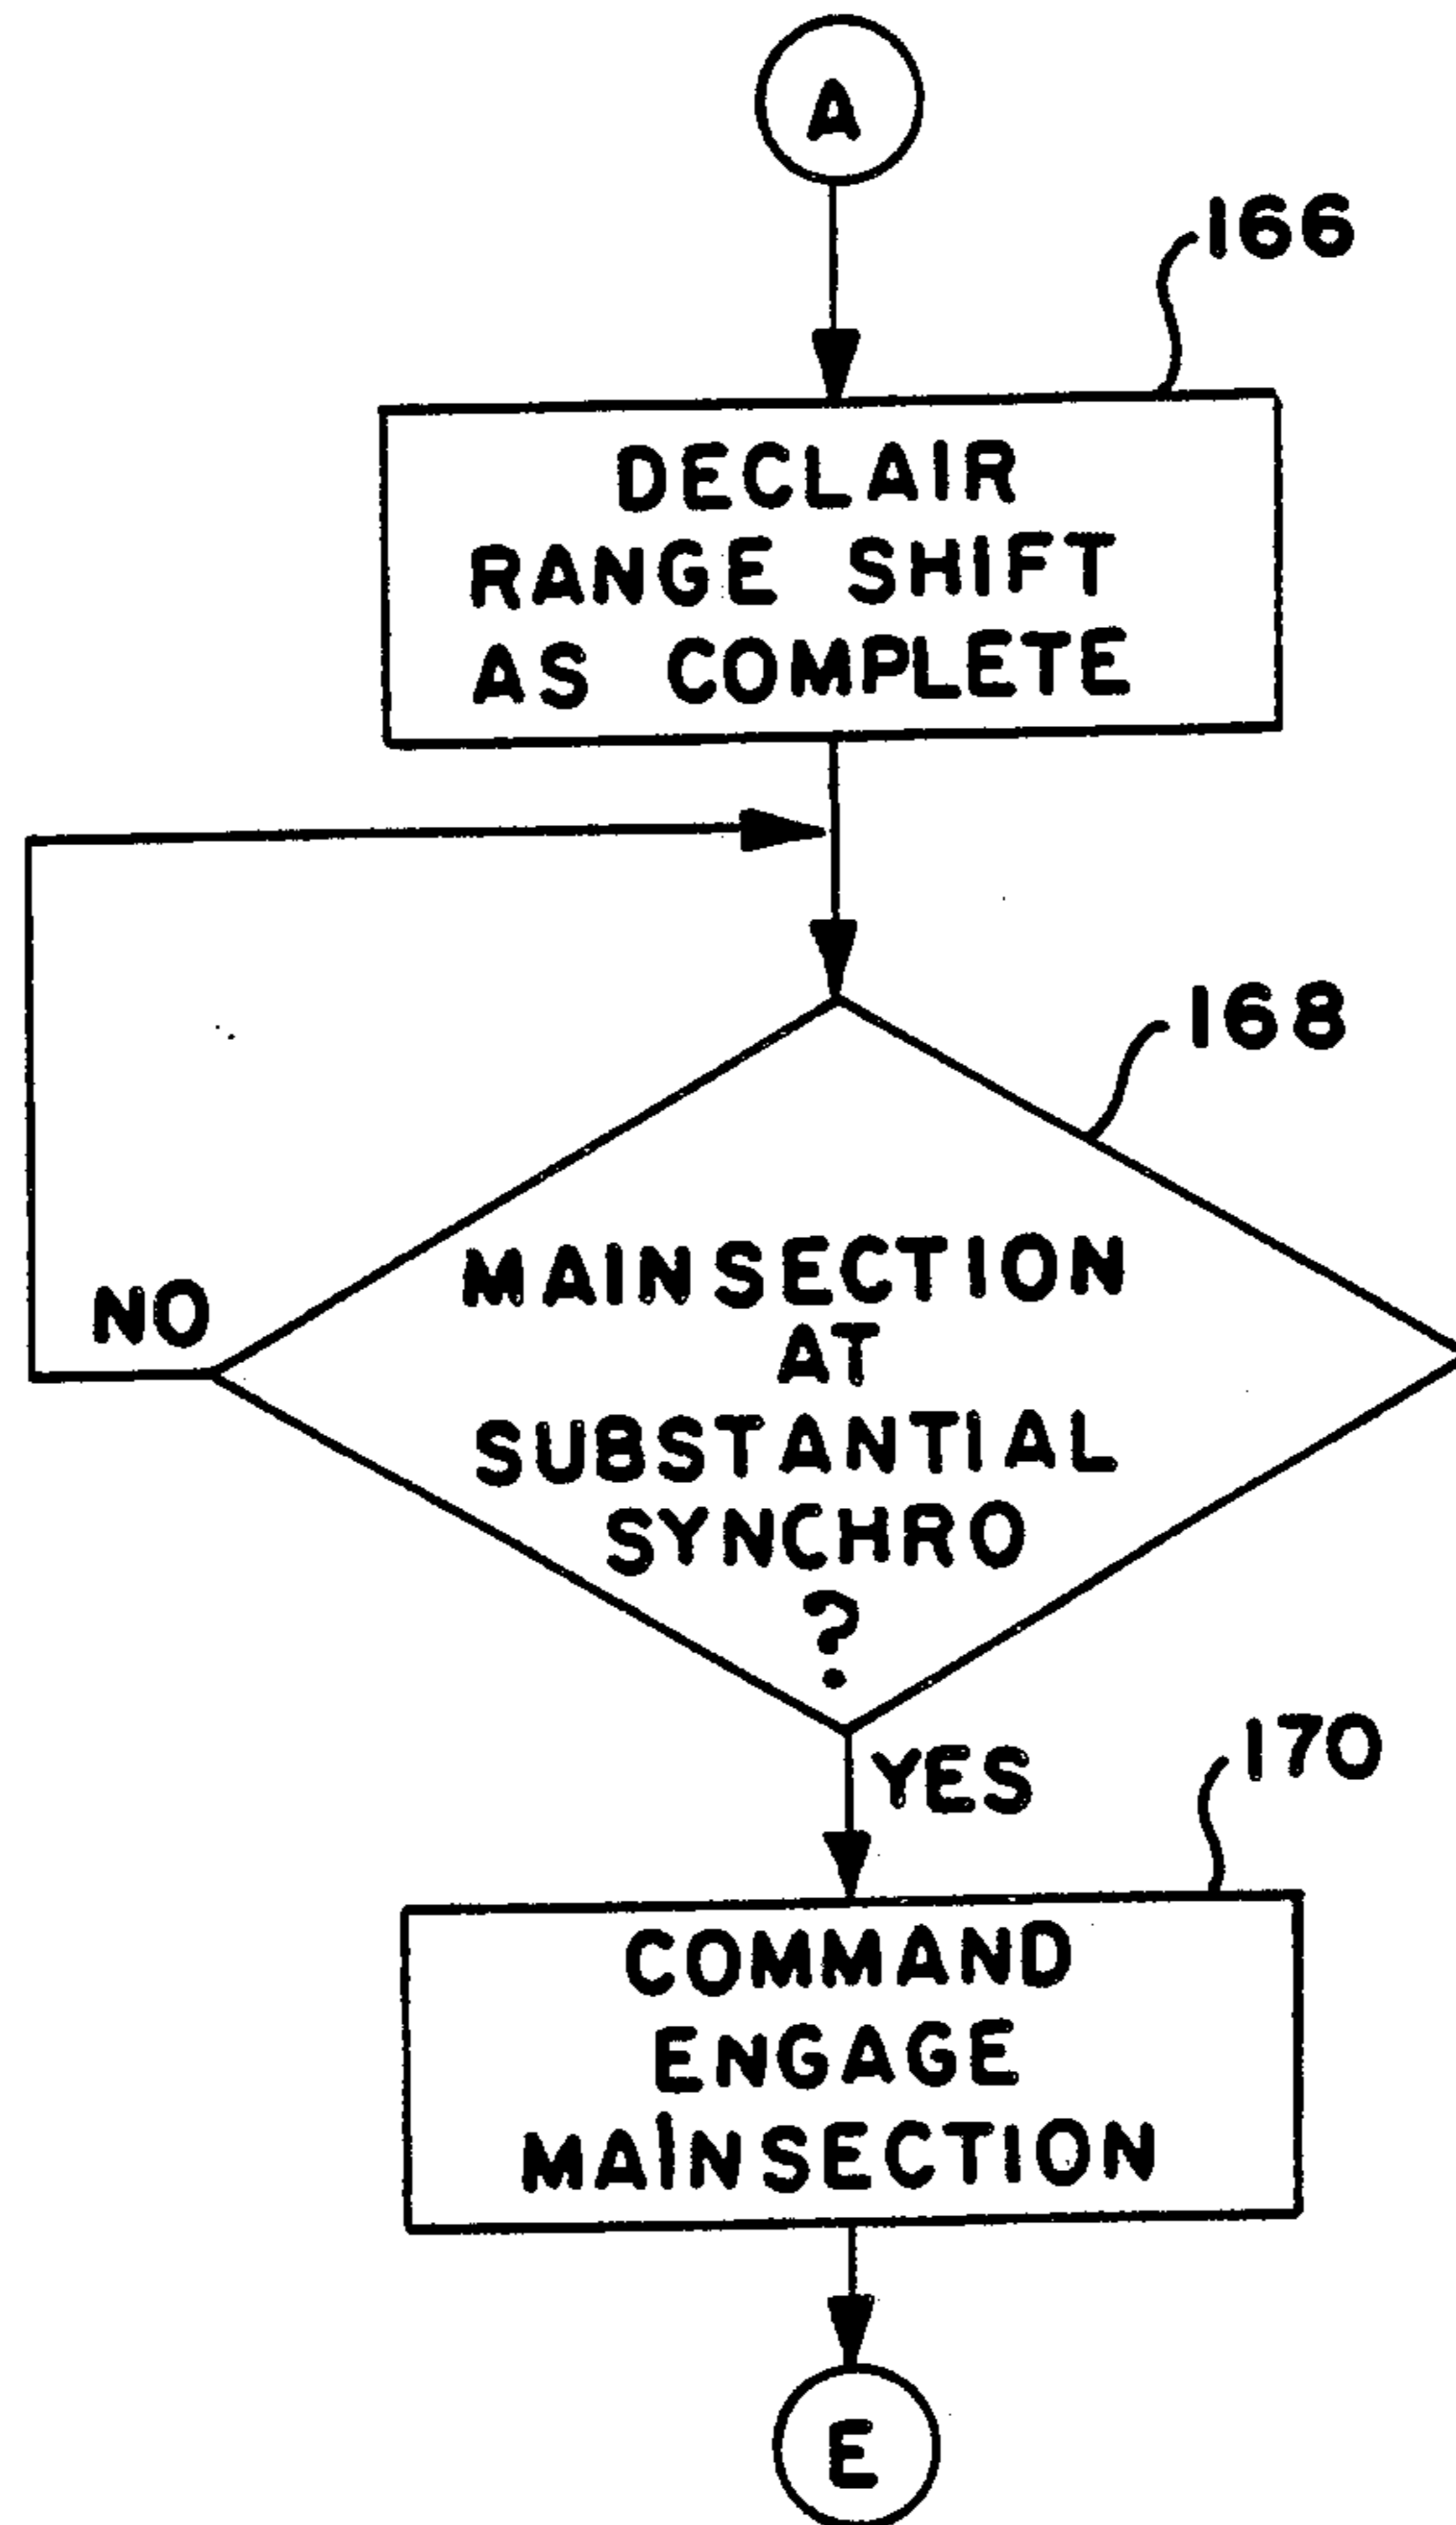 A
166
DECLAIR
RANGE SHIFT
AS COMPLETE
168
MAINSECTION
AT
SUBSTANTIAL
SYNCHRO
?
NO
YES
170
COMMAND
ENGAGE
MAINSECTION
E